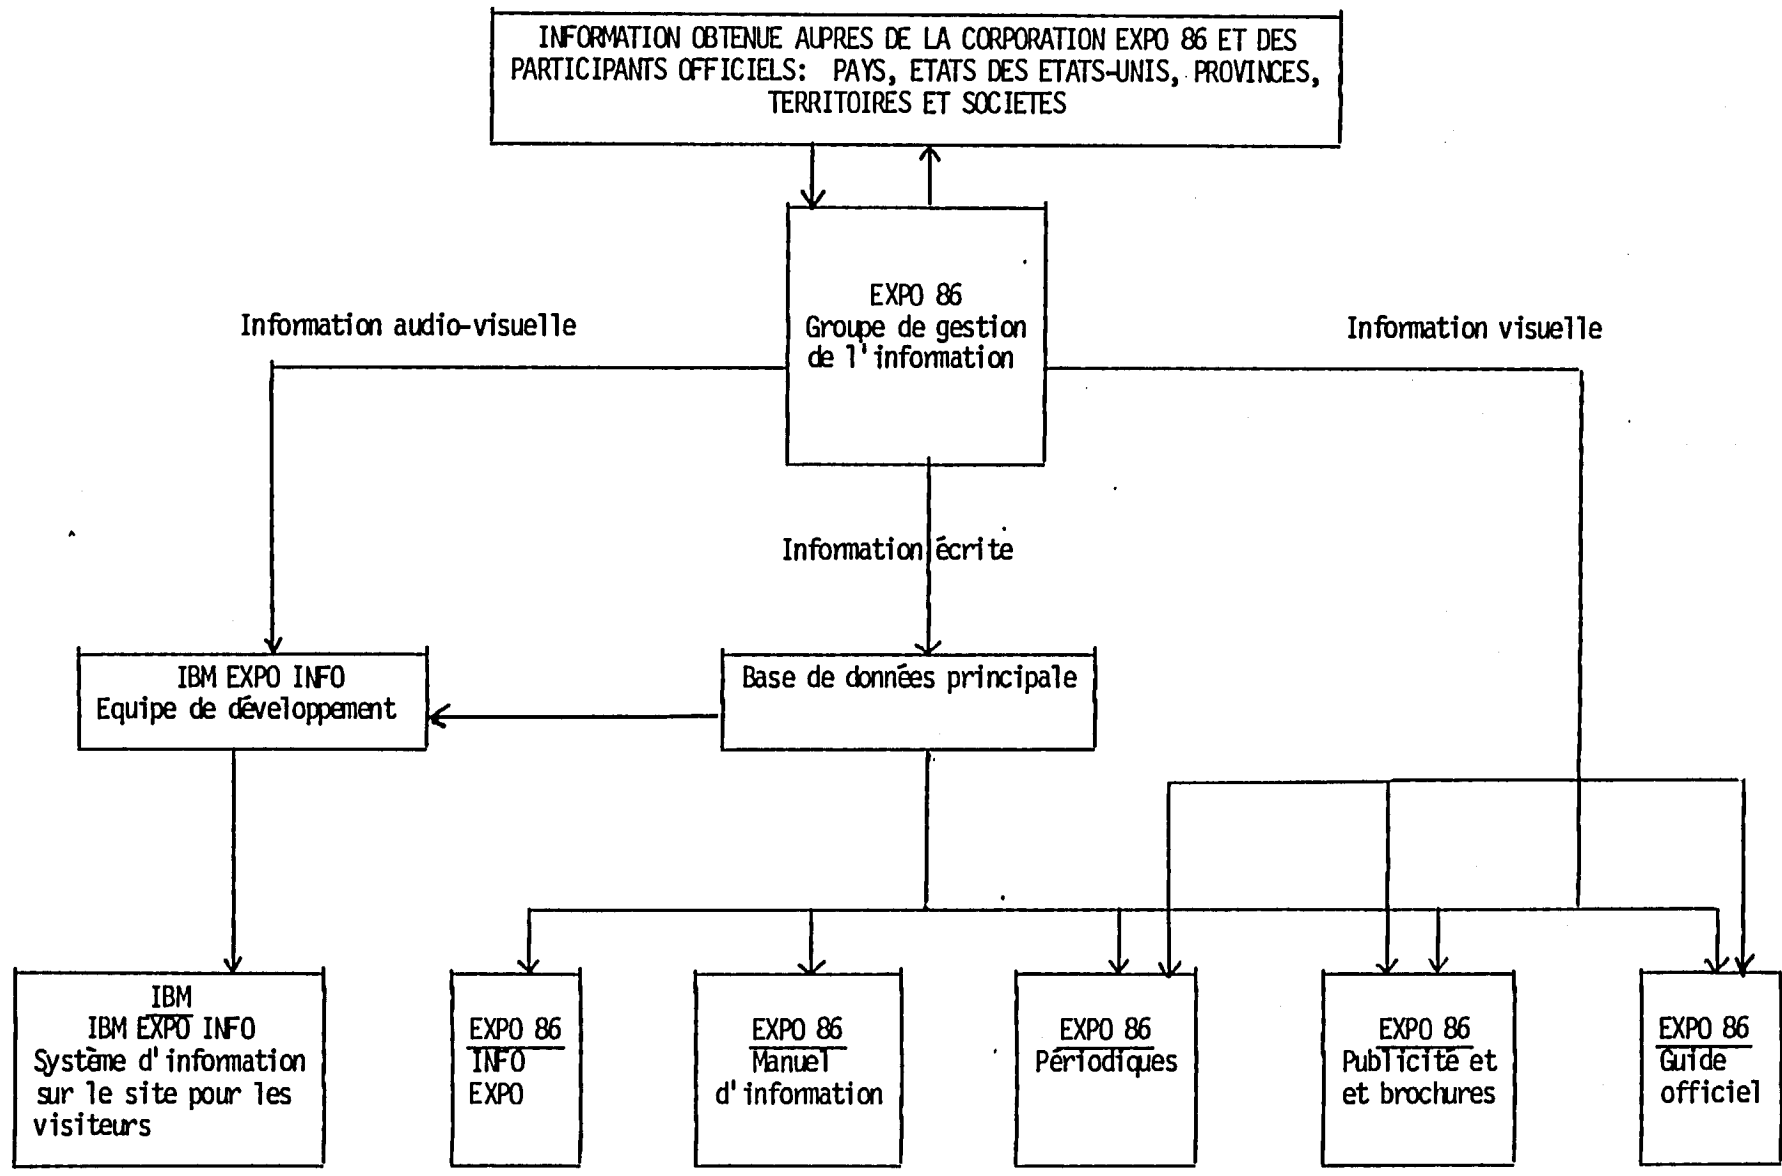 INFORMATION OBTENUE AUPRES DE LA CORPORATION EXPO 86 ET DES
PARTICIPANTS OFFICIELS: PAYS, ETATS DES ETATS-UNIS, PROVINCES,
TERRITOIRES ET SOCIETES
EXPO 86
Groupe de gestion
de l'information
Information audio-visuelle
Information visuelle
Information écrite
IBM EXPO INFO
Equipe de développement
Base de données principale
IBM
IBM EXPO INFO
Système d'information
sur le site pour les
visiteurs
EXPO 86
INFO
EXPO
EXPO 86
Manuel
d'information
EXPO 86
Périodiques
EXPO 86
Publicité et
et brochures
EXPO 86
Guide
officiel